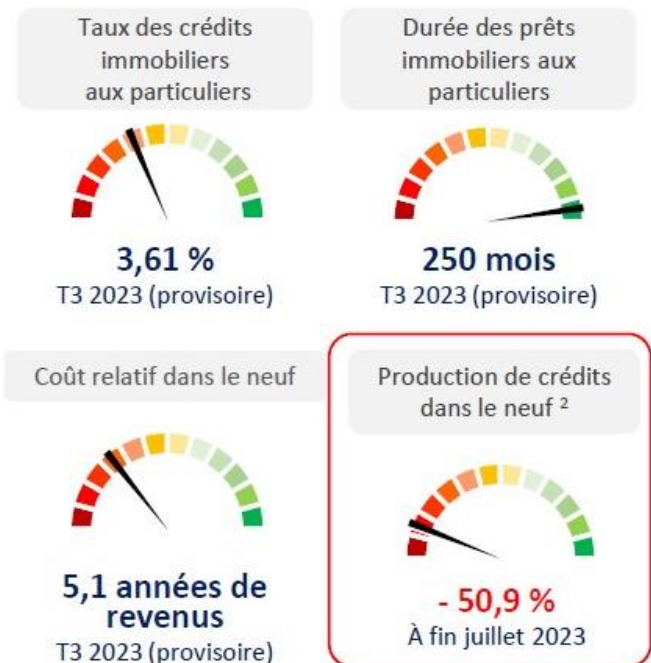 Taux des crédits
immobiliers
aux particuliers
3,61 %
T3 2023 (provisoire)
Durée des prêts
immobiliers aux
particuliers
250 mois
T3 2023 (provisoire)
Coût relatif dans le neuf
5,1 années de
revenus
T3 2023 (provisoire)
Production de crédits
dans le neuf ²
- 50,9 %
À fin juillet 2023